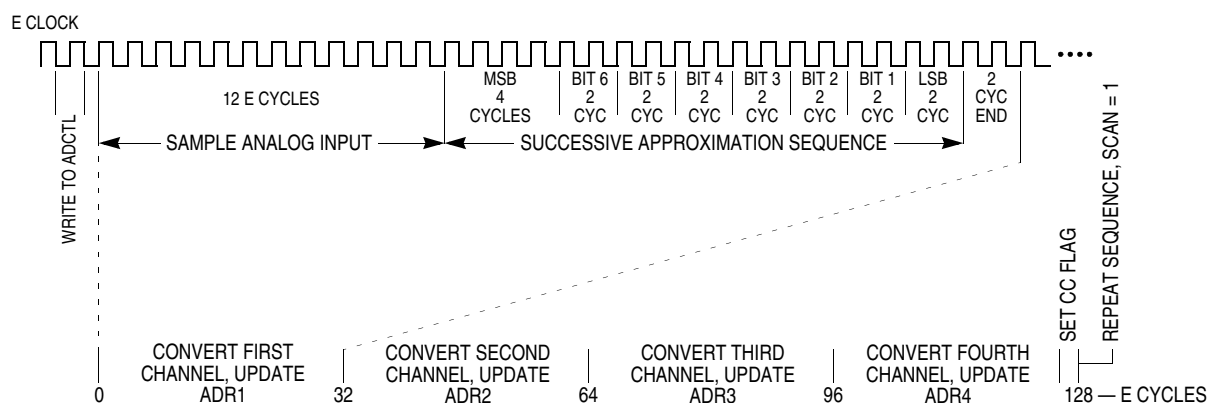 E CLOCK
12 E CYCLES
MSB
4
CYCLES
BIT 6
2
CYC
BIT 5
2
CYC
BIT 4
2
CYC
BIT 3
2
CYC
BIT 2
2
CYC
BIT 1
2
CYC
LSB
2
CYC
2
CYC
END
WRITE TO ADCTL
SAMPLE ANALOG INPUT
SUCCESSIVE APPROXIMATION SEQUENCE
SET CC FLAG
REPEAT SEQUENCE, SCAN = 1
CONVERT FIRST
CHANNEL, UPDATE
ADR1
CONVERT SECOND
CHANNEL, UPDATE
ADR2
CONVERT THIRD
CHANNEL, UPDATE
ADR3
CONVERT FOURTH
CHANNEL, UPDATE
ADR4
0
32
64
96
128 — E CYCLES